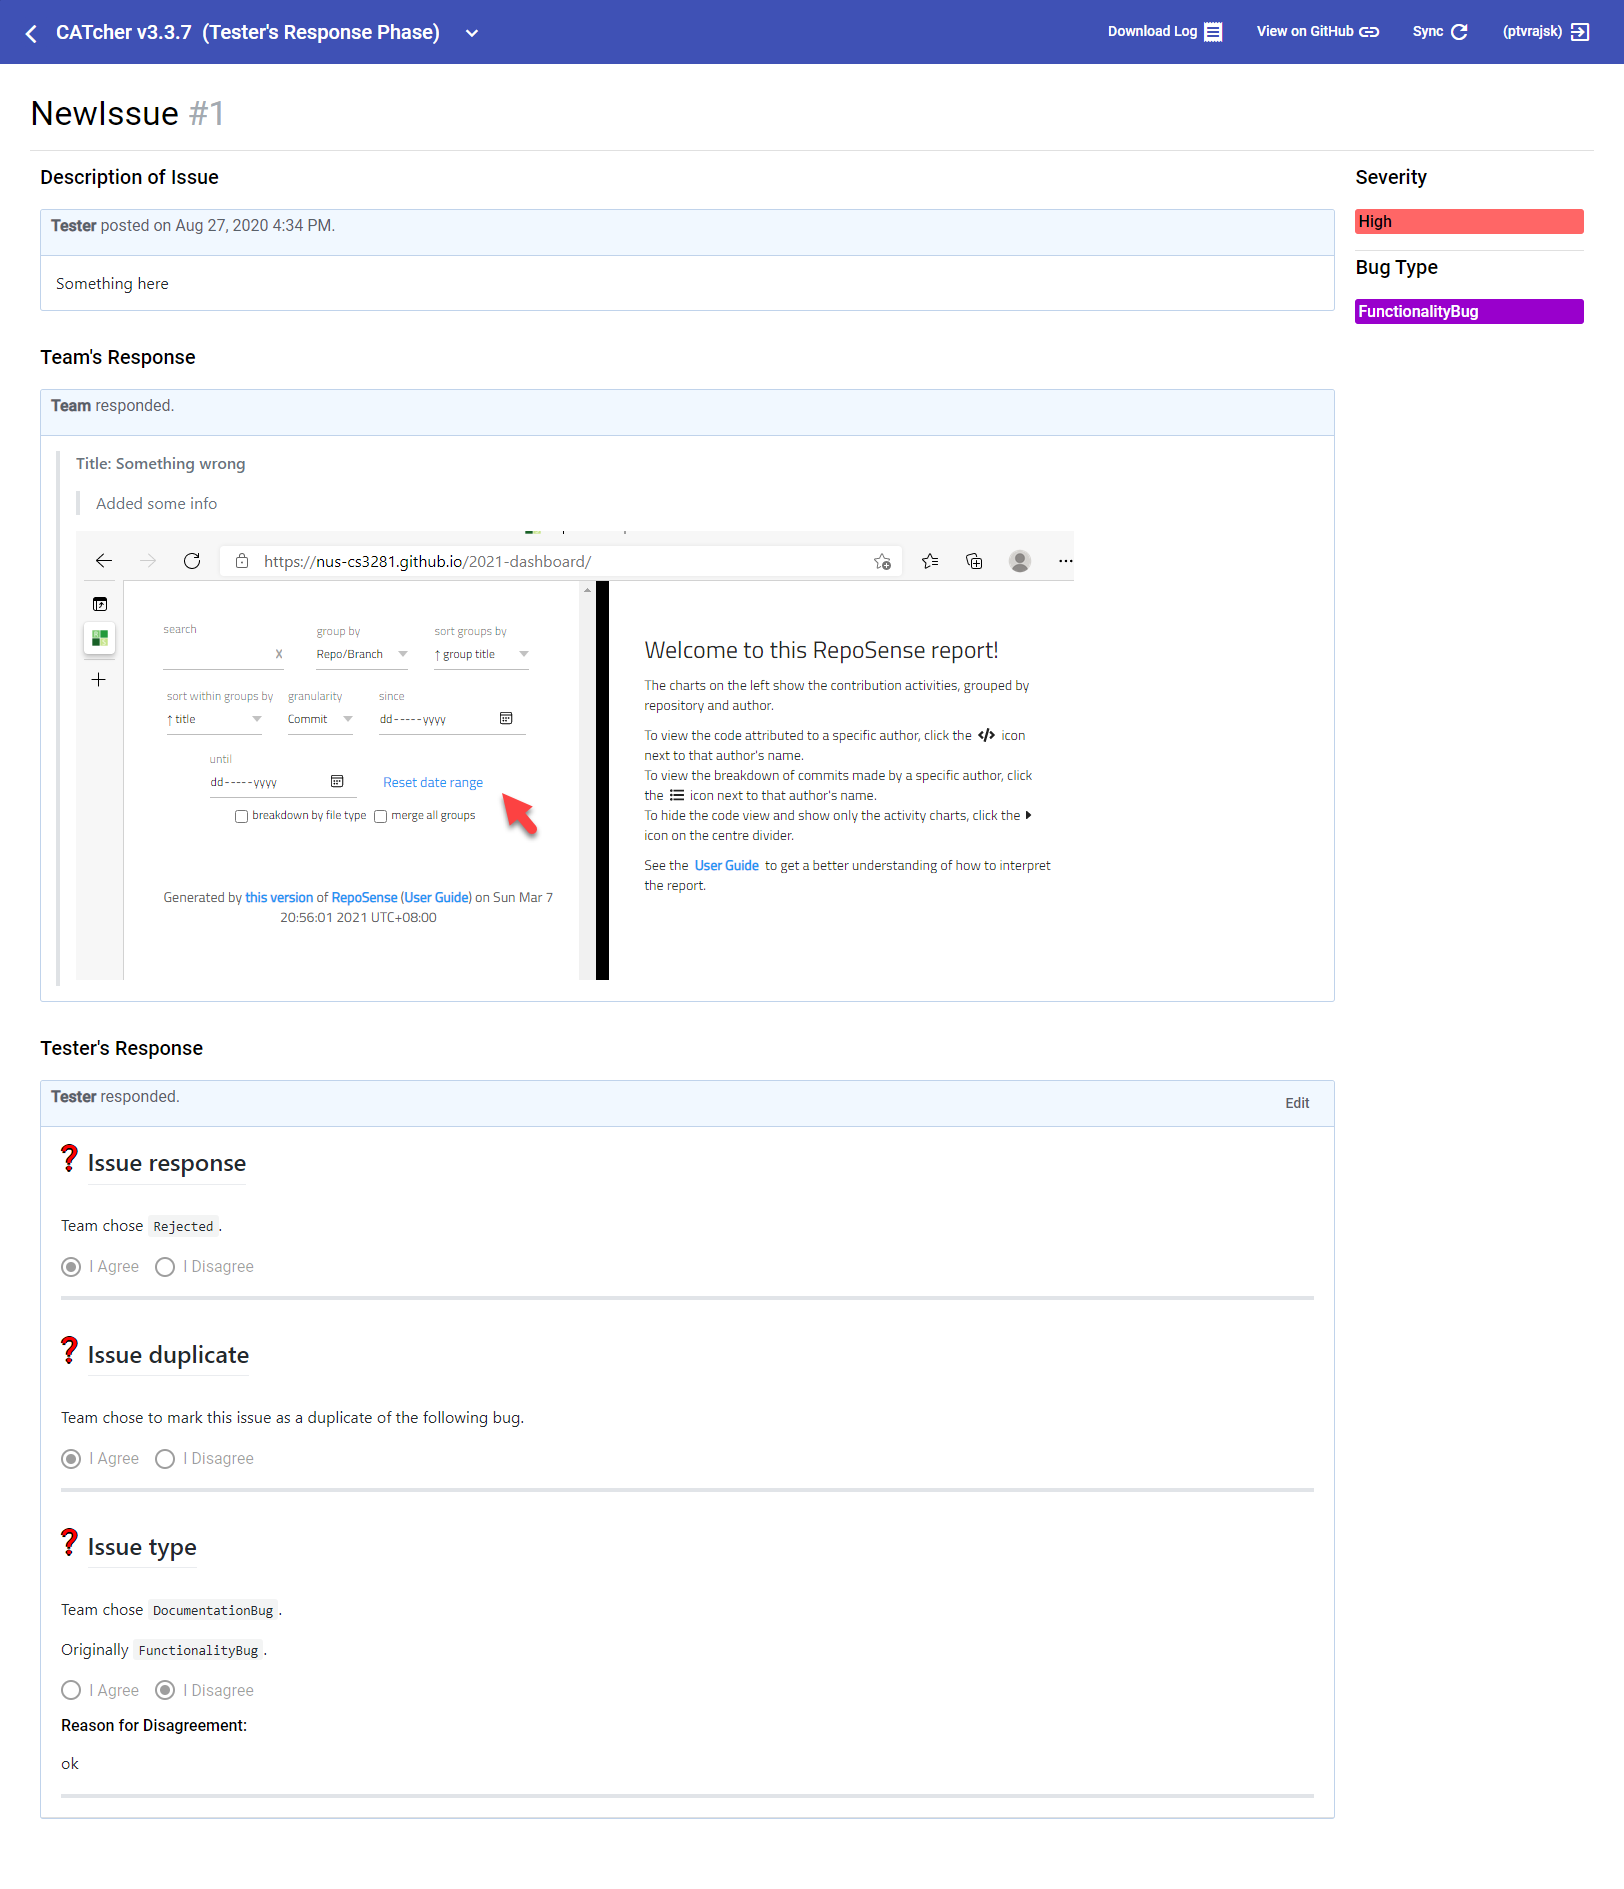 CATcher v3.3.7 (Tester's Response Phase)
Download Log
View on GitHub
Sync
(ptvrajsk)
NewIssue #1
Description of Issue
Tester posted on Aug 27, 2020 4:34 PM.
Something here
Severity
High
Bug Type
FunctionalityBug
Team's Response
Team responded.
Title: Something wrong
Added some info
https://nus-cs3281.github.io/2021-dashboard/
search
group by
sort groups by
x
Repo/Branch
↑ group title
sort within groups by
granularity
since
↑ title
Commit
dd-----yyyy
until
dd-----yyyy
Reset date range
breakdown by file type
merge all groups
Generated by this version of RepoSense (User Guide) on Sun Mar 7
20:56:01 2021 UTC+08:00
Welcome to this RepoSense report!
The charts on the left show the contribution activities, grouped by
repository and author.
To view the code attributed to a specific author, click the </> icon
next to that author's name.
To view the breakdown of commits made by a specific author, click
the icon next to that author's name.
To hide the code view and show only the activity charts, click the
icon on the centre divider.
See the User Guide to get a better understanding of how to interpret
the report.
Tester's Response
Tester responded.
Edit
❓ Issue response
Team chose Rejected.
I Agree I Disagree
❓ Issue duplicate
Team chose to mark this issue as a duplicate of the following bug.
I Agree I Disagree
❓ Issue type
Team chose DocumentationBug.
Originally FunctionalityBug.
I Agree I Disagree
Reason for Disagreement:
ok